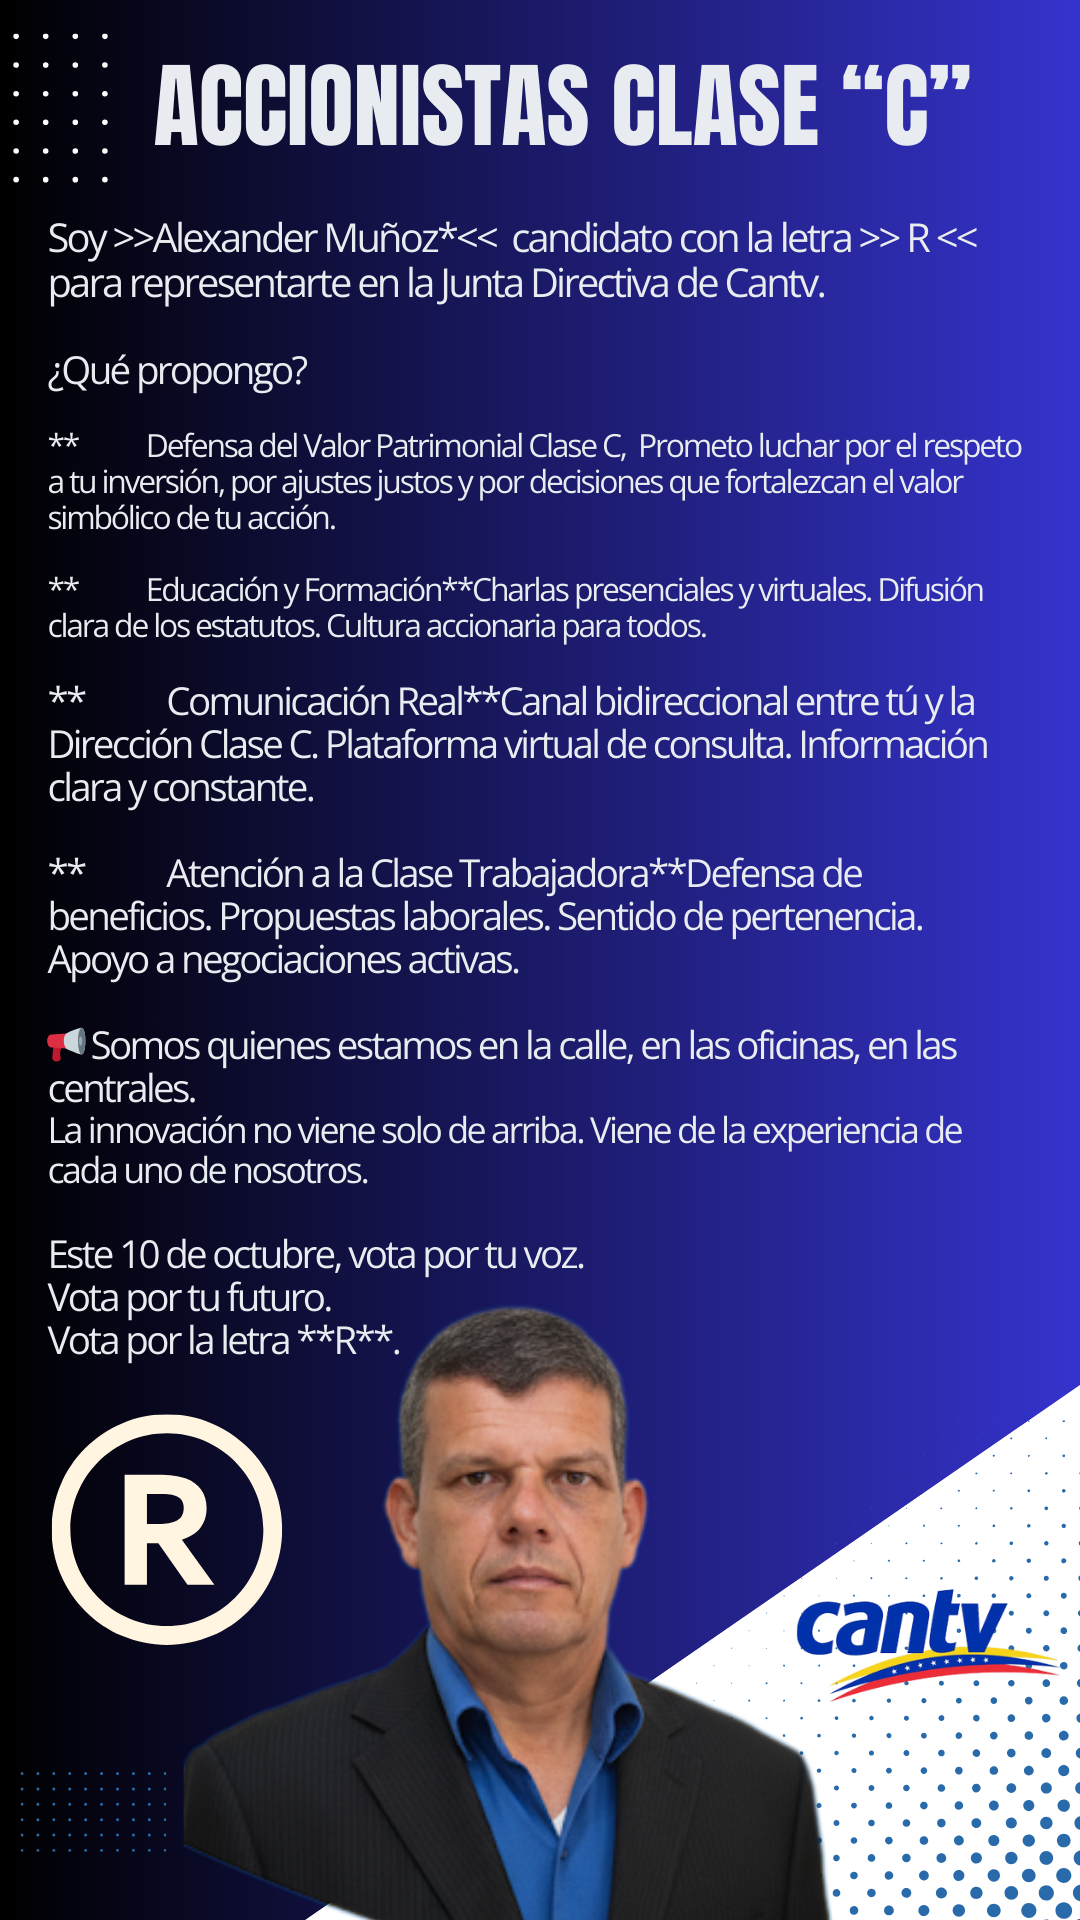 ACCIONISTAS CLASE “C”
Soy >>Alexander Muñoz*<< candidato con la letra >> R <<
para representarte en la Junta Directiva de Cantv.
¿Qué propongo?
** Defensa del Valor Patrimonial Clase C, Prometo luchar por el respeto
a tu inversión, por ajustes justos y por decisiones que fortalezcan el valor
simbólico de tu acción.
** Educación y Formación**Charlas presenciales y virtuales. Difusión
clara de los estatutos. Cultura accionaria para todos.
** Comunicación Real**Canal bidireccional entre tú y la
Dirección Clase C. Plataforma virtual de consulta. Información
clara y constante.
** Atención a la Clase Trabajadora**Defensa de
beneficios. Propuestas laborales. Sentido de pertenencia.
Apoyo a negociaciones activas.
📢Somos quienes estamos en la calle, en las oficinas, en las
centrales.
La innovación no viene solo de arriba. Viene de la experiencia de
cada uno de nosotros.
Este 10 de octubre, vota por tu voz.
Vota por tu futuro.
Vota por la letra **R**.
R
cantv